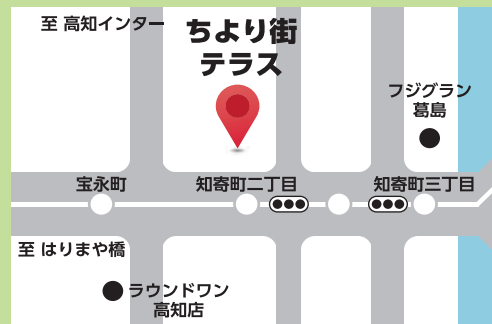 至 高知インター
ちより街
テラス
フジグラン
葛島
宝永町
知寄町二丁目
知寄町三丁目
至 はりまや橋
ラウンドワン
高知店